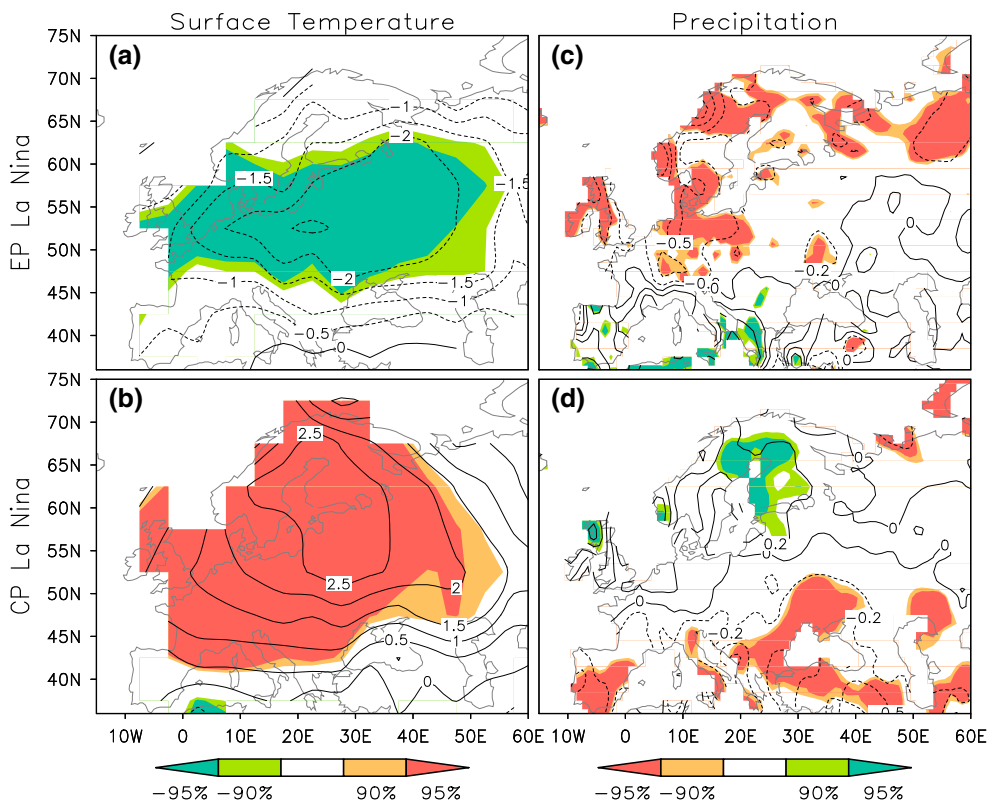 Surface Temperature
Precipitation
EP La Nina
CP La Nina
(a)
75N
70N
65N
60N
55N
50N
45N
40N
−1
−2
−1.5
−1.5
−2
−1
−1.5
−1
−0.5
0
(c)
−0.5
−0.2
0
0
(b)
75N
70N
65N
60N
55N
50N
45N
40N
2.5
2.5
2
1.5
1
0.5
0
10W 0 10E 20E 30E 40E 50E 60E
(d)
0
0
0
0.2
0
0
−0.2
−0.2
10W 0 10E 20E 30E 40E 50E 60E
−95% −90% 90% 95%
−95% −90% 90% 95%